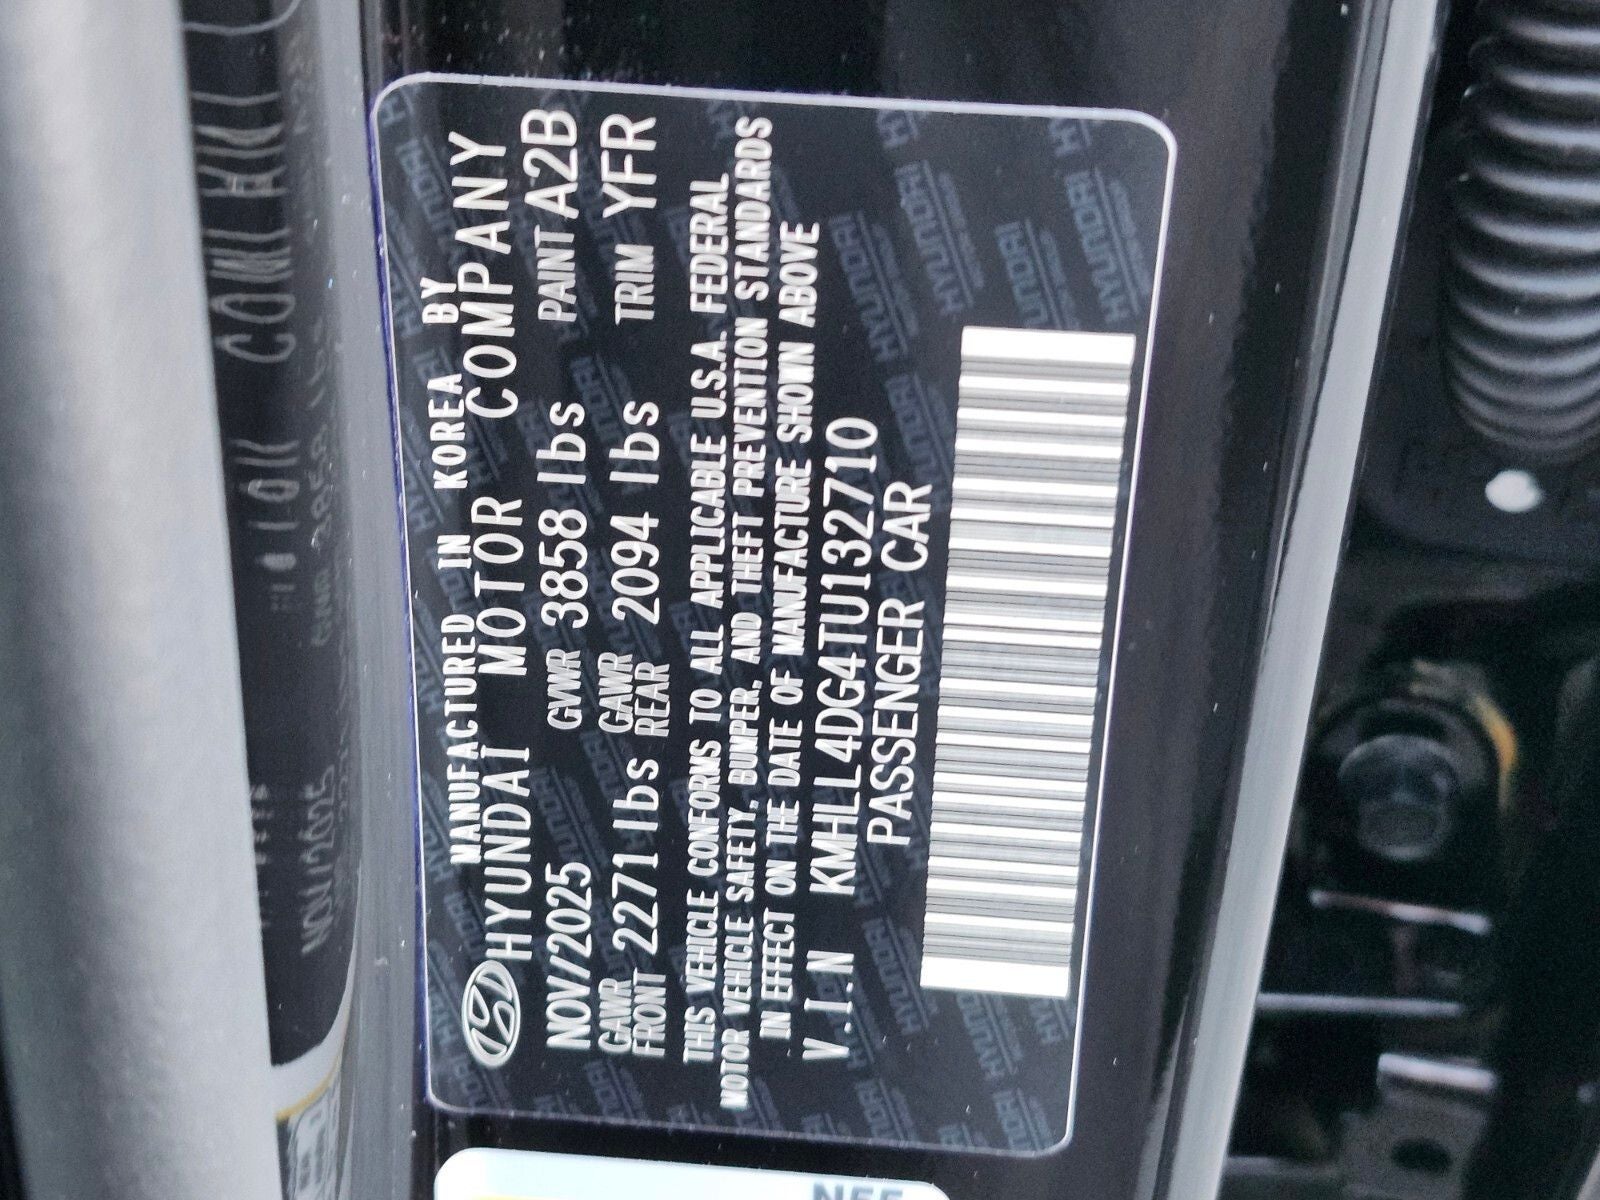 MANUFACTURED IN KOREA BY
HYUNDAI MOTOR COMPANY
NOV/2025 GVWR 3858 lbs PAINT A2B
GAWR FRONT 2271 lbs GAWR REAR 2094 lbs TRIM YFR
THIS VEHICLE CONFORMS TO ALL APPLICABLE U.S.A. FEDERAL
MOTOR VEHICLE SAFETY, BUMPER, AND THEFT PREVENTION STANDARDS
IN EFFECT ON THE DATE OF MANUFACTURE SHOWN ABOVE
V.I.N KMHLL4DG4TU132710
PASSENGER CAR